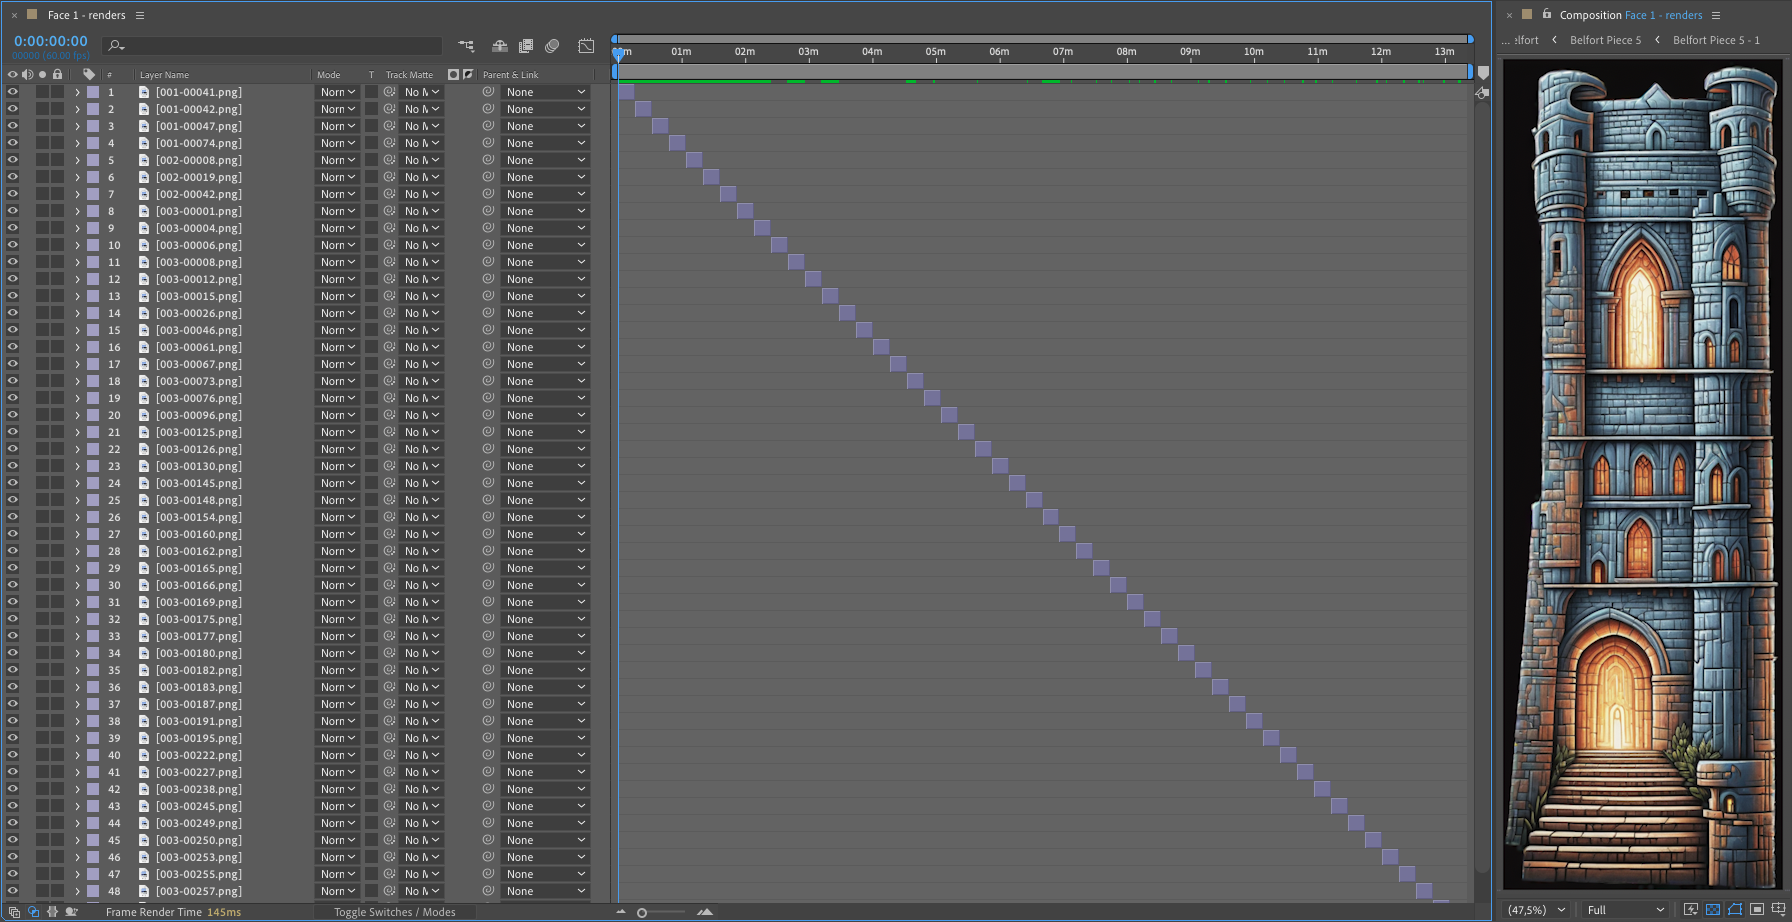 Face 1 - renders
0:00:00:00
00000 (60.00 fps)
# Layer Name Mode T Track Matte Parent & Link
1 [001-00041.png] Norn No None
2 [001-00042.png] Norn No None
3 [001-00047.png] Norn No None
4 [001-00074.png] Norn No None
5 [002-00008.png] Norn No None
6 [002-00019.png] Norn No None
7 [002-00042.png] Norn No None
8 [003-00001.png] Norn No None
9 [003-00004.png] Norn No None
10 [003-00006.png] Norn No None
11 [003-00008.png] Norn No None
12 [003-00012.png] Norn No None
13 [003-00015.png] Norn No None
14 [003-00026.png] Norn No None
15 [003-00046.png] Norn No None
16 [003-00061.png] Norn No None
17 [003-00067.png] Norn No None
18 [003-00073.png] Norn No None
19 [003-00076.png] Norn No None
20 [003-00096.png] Norn No None
21 [003-00125.png] Norn No None
22 [003-00126.png] Norn No None
23 [003-00130.png] Norn No None
24 [003-00145.png] Norn No None
25 [003-00148.png] Norn No None
26 [003-00154.png] Norn No None
27 [003-00160.png] Norn No None
28 [003-00162.png] Norn No None
29 [003-00165.png] Norn No None
30 [003-00166.png] Norn No None
31 [003-00169.png] Norn No None
32 [003-00175.png] Norn No None
33 [003-00177.png] Norn No None
34 [003-00180.png] Norn No None
35 [003-00182.png] Norn No None
36 [003-00183.png] Norn No None
37 [003-00187.png] Norn No None
38 [003-00191.png] Norn No None
39 [003-00195.png] Norn No None
40 [003-00222.png] Norn No None
41 [003-00227.png] Norn No None
42 [003-00238.png] Norn No None
43 [003-00245.png] Norn No None
44 [003-00249.png] Norn No None
45 [003-00250.png] Norn No None
46 [003-00253.png] Norn No None
47 [003-00255.png] Norn No None
48 [003-00257.png] Norn No None
Frame Render Time 145ms Toggle Switches / Modes
01m 02m 03m 04m 05m 06m 07m 08m 09m 10m 11m 12m 13m
Composition Face 1 - renders
... lfort Belfort Piece 5 Belfort Piece 5 - 1
(47,5%) Full